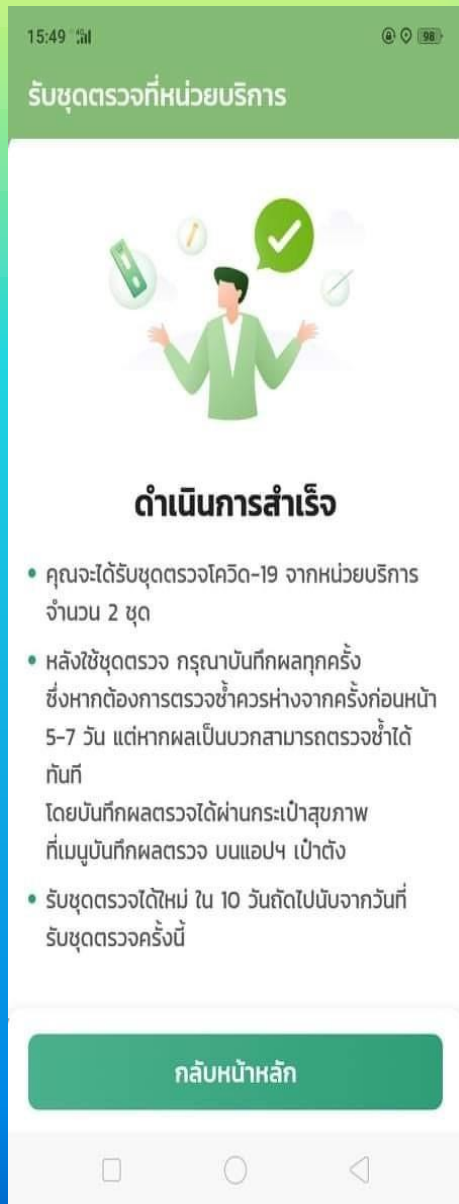 15:49 4G
98
รับชุดตรวจที่หน่วยบริการ
ดำเนินการสำเร็จ
• คุณจะได้รับชุดตรวจโควิด-19 จากหน่วยบริการ
จำนวน 2 ชุด
• หลังใช้ชุดตรวจ กรุณาบันทึกผลทุกครั้ง
ซึ่งหากต้องการตรวจซ้ำควรห่างจากครั้งก่อนหน้า
5-7 วัน แต่หากผลเป็นบวกสามารถตรวจซ้ำได้
ทันที
โดยบันทึกผลตรวจได้ผ่านกระเป๋าสุขภาพ
ที่เมนูบันทึกผลตรวจ บนแอปฯ เป๋าตัง
• รับชุดตรวจได้ใหม่ ใน 10 วันถัดไปนับจากวันที่
รับชุดตรวจครั้งนี้
กลับหน้าหลัก